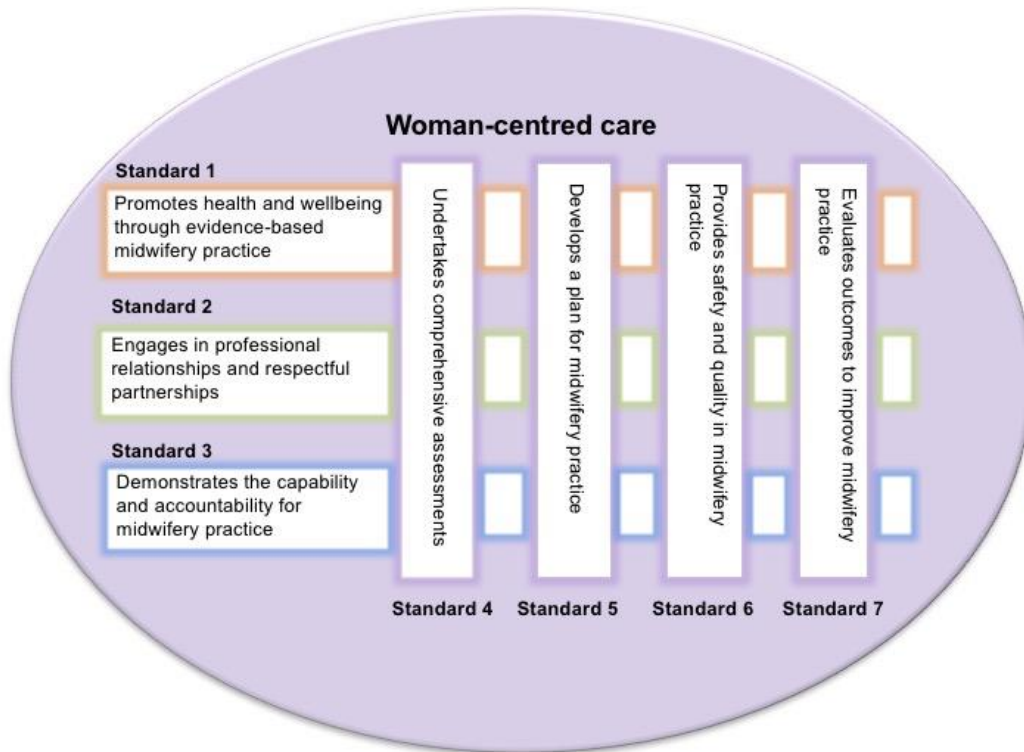 Woman-centred care
Standard 1
Promotes health and wellbeing
through evidence-based
midwifery practice
Standard 2
Engages in professional
relationships and respectful
partnerships
Standard 3
Demonstrates the capability
and accountability for
midwifery practice
Undertakes comprehensive assessments
Standard 4
Develops a plan for midwifery practice
Standard 5
Provides safety and quality in midwifery
practice
Standard 6
Evaluates outcomes to improve midwifery
practice
Standard 7